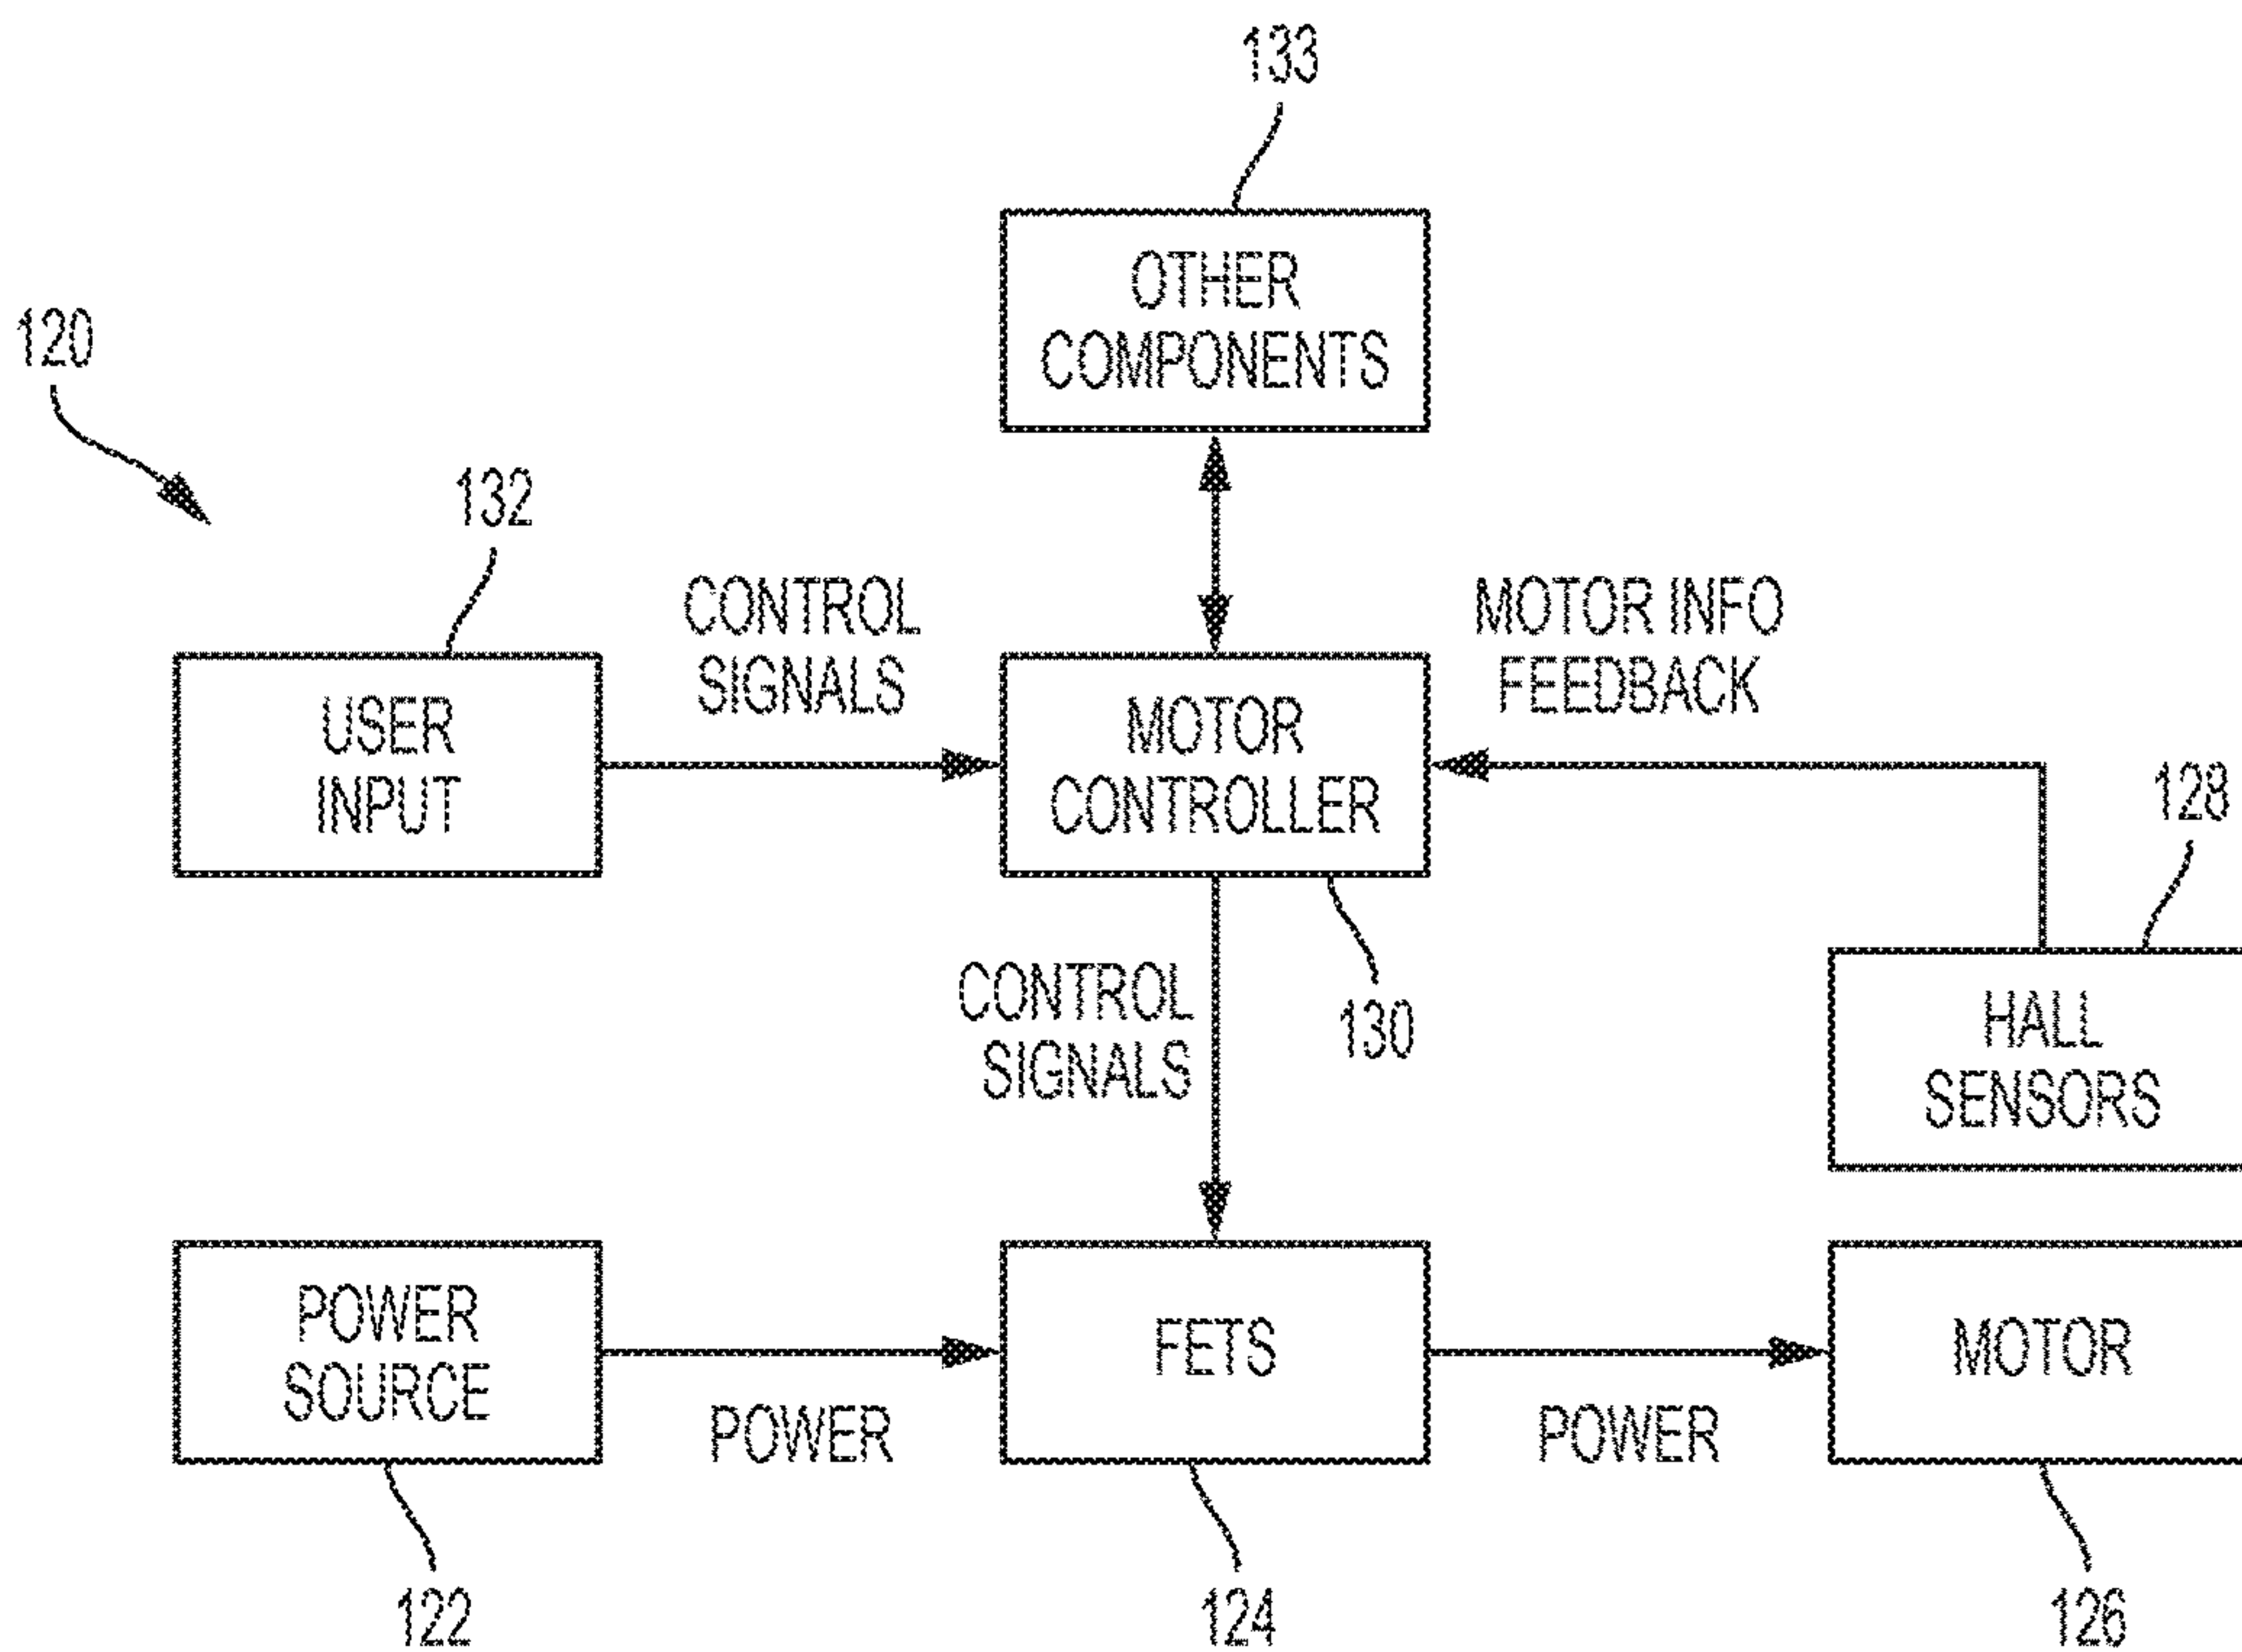 133
OTHER
COMPONENTS
120
132
CONTROL
SIGNALS
MOTOR INFO
FEEDBACK
USER
INPUT
MOTOR
CONTROLLER
128
CONTROL
SIGNALS
130
HALL
SENSORS
POWER
SOURCE
FETS
MOTOR
POWER
POWER
122
124
126